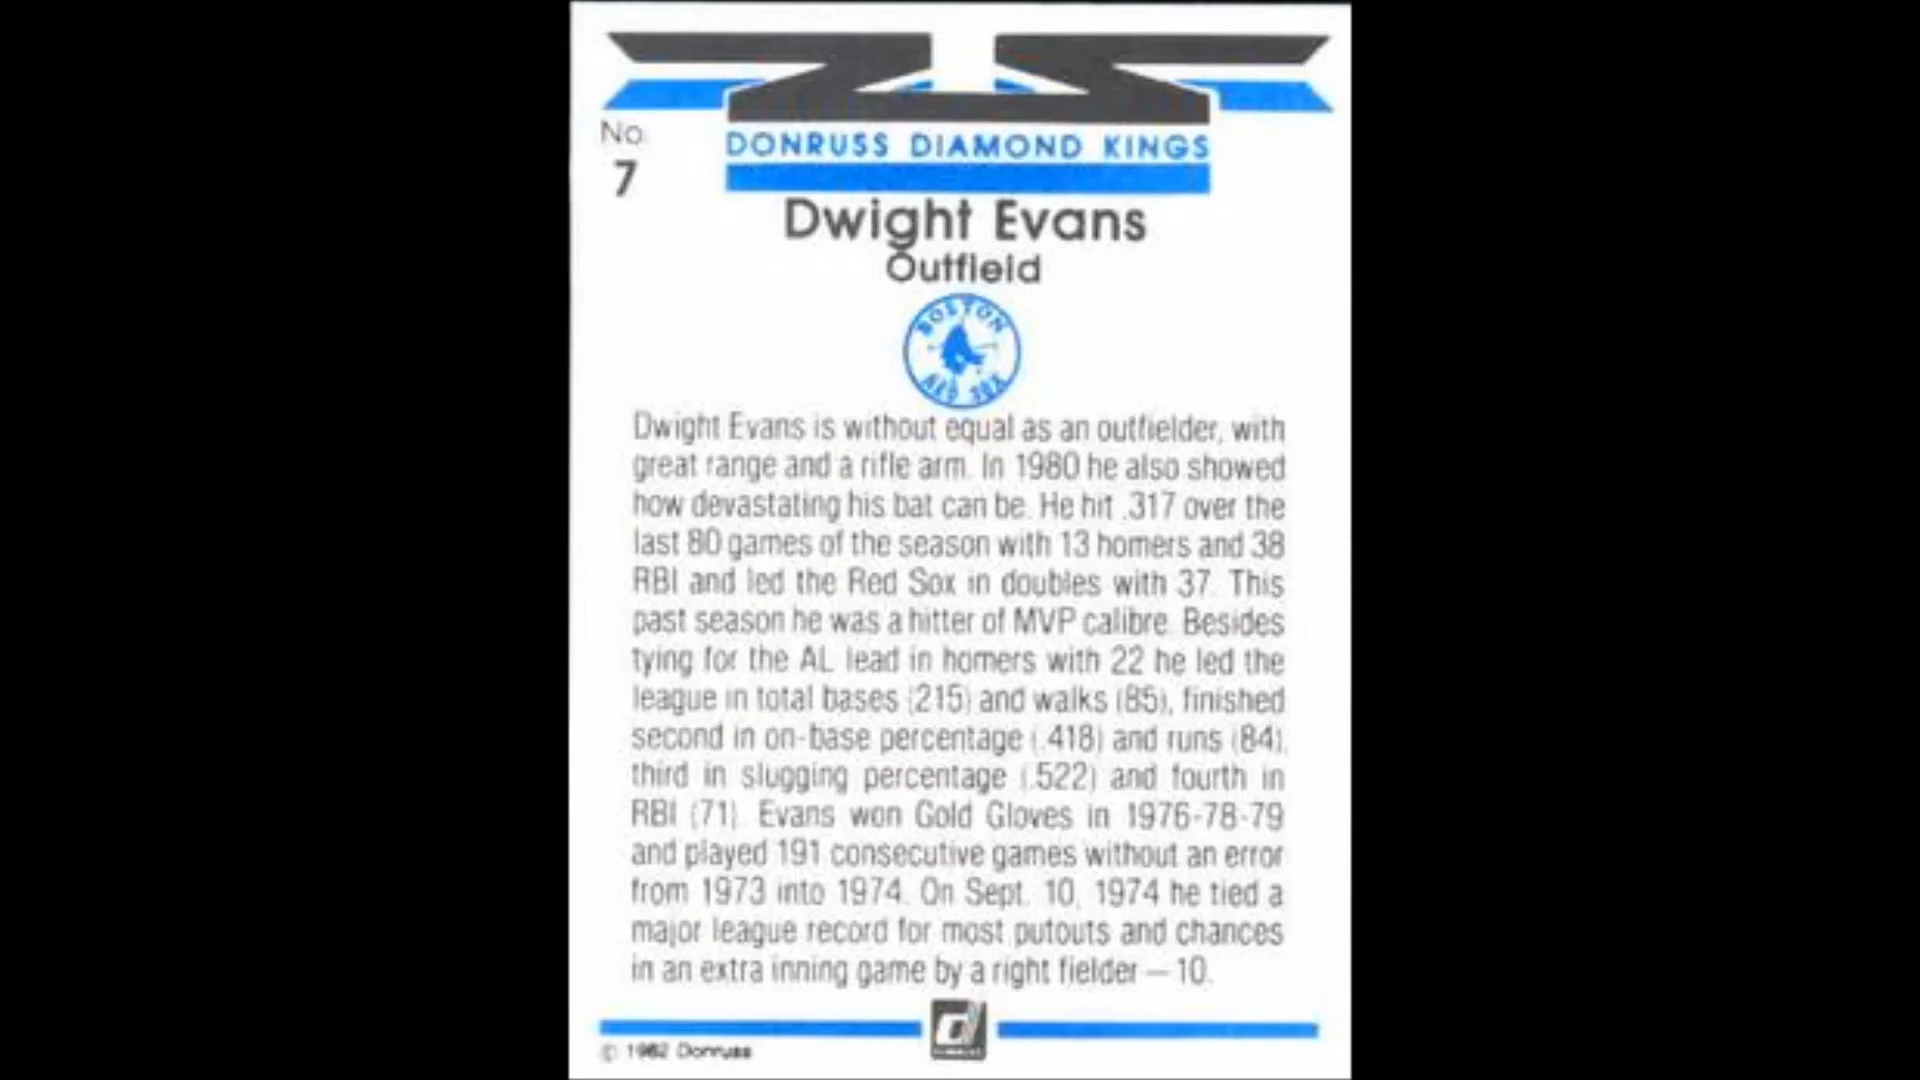 No.
7
DONRUSS DIAMOND KINGS
Dwight Evans
Outfield
BOSTON
RED SOX
Dwight Evans is without equal as an outfielder, with
great range and a rifle arm. In 1980 he also showed
how devastating his bat can be. He hit .317 over the
last 80 games of the season with 13 homers and 38
RBI and led the Red Sox in doubles with 37. This
past season he was a hitter of MVP calibre. Besides
tying for the AL lead in homers with 22 he led the
league in total bases (215) and walks (85), finished
second in on-base percentage (.418) and runs (84),
third in slugging percentage (.522) and fourth in
RBI (71). Evans won Gold Gloves in 1976-78-79
and played 191 consecutive games without an error
from 1973 into 1974. On Sept. 10, 1974 he tied a
major league record for most putouts and chances
in an extra inning game by a right fielder — 10.
© 1982 Donruss